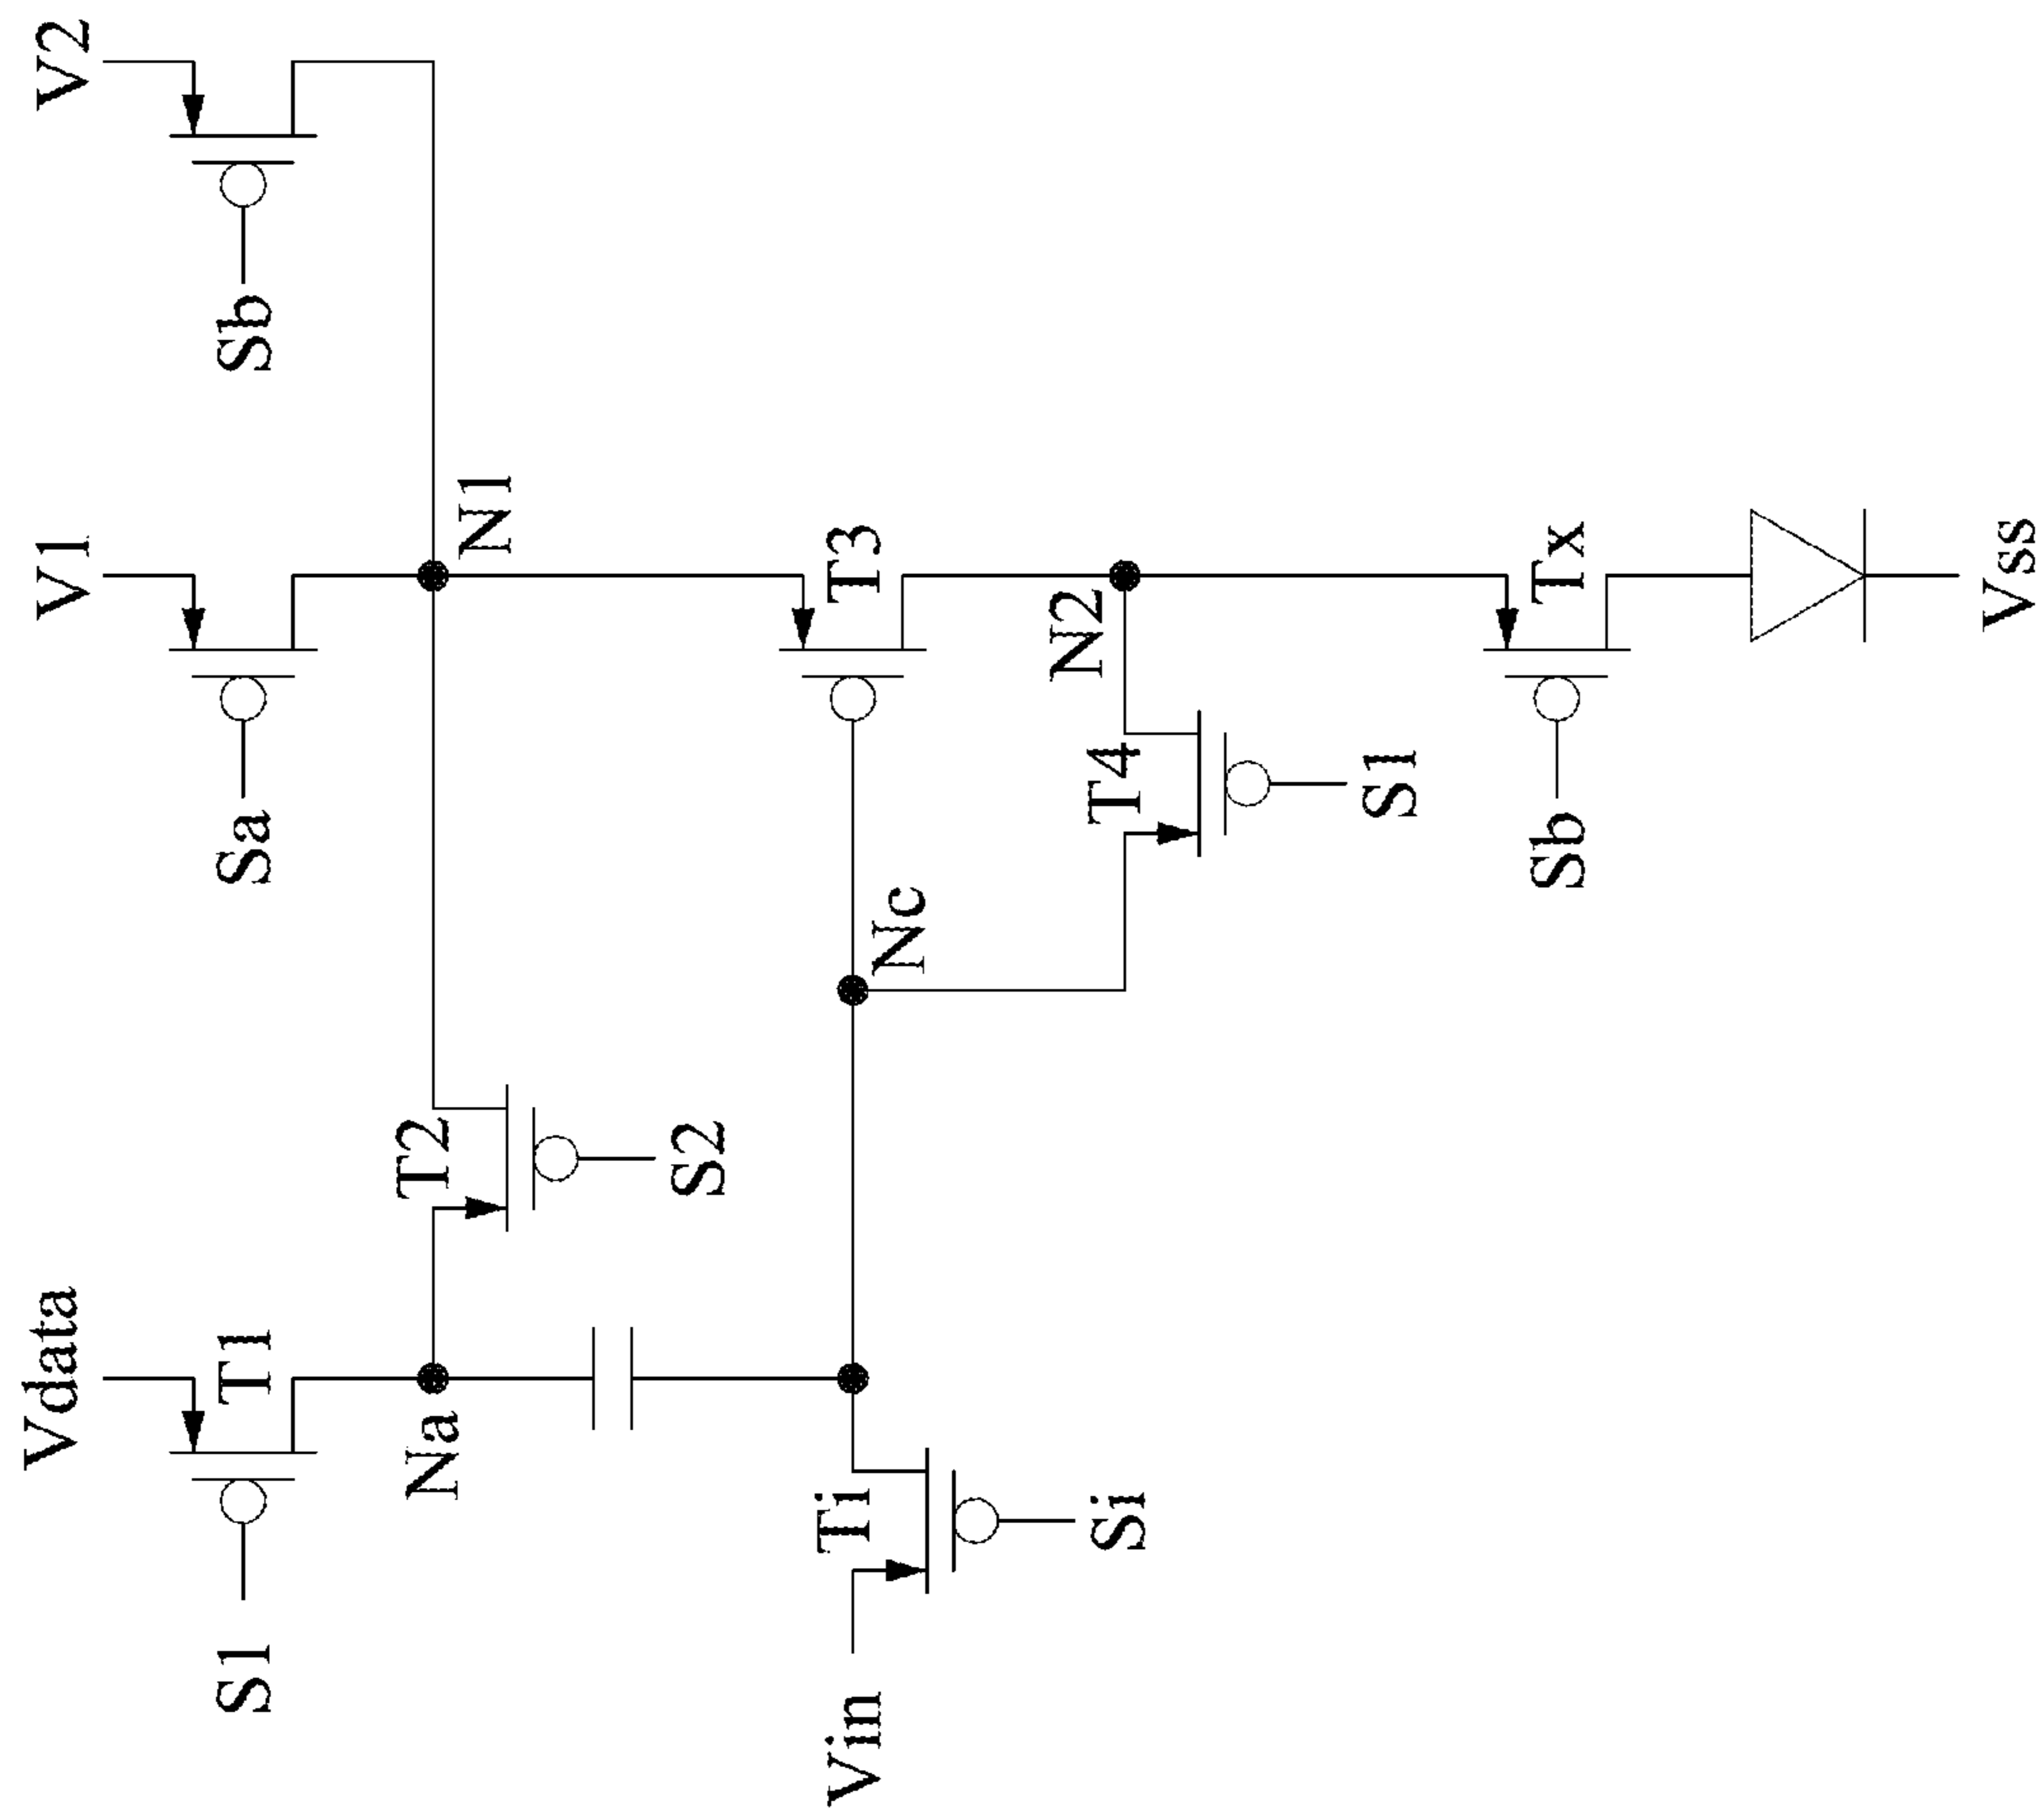 V2
Sb
V1
Sa
N1
T3
N2
T4
S1
Tx
Sb
Vss
Nc
T2
S2
Vdata
T1
S1
Na
Ti
Si
Vin